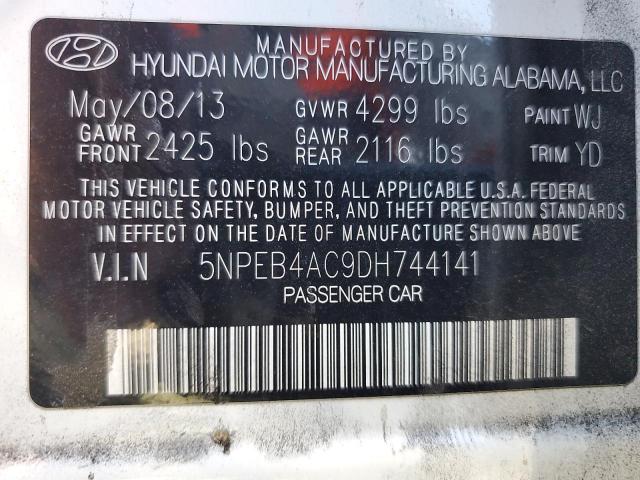 MANUFACTURED BY
HYUNDAI MOTOR MANUFACTURING ALABAMA, LLC
May/08/13 GVWR 4299 lbs PAINT WJ
GAWR FRONT 2425 lbs GAWR REAR 2116 lbs TRIM YD
THIS VEHICLE CONFORMS TO ALL APPLICABLE U.S.A. FEDERAL
MOTOR VEHICLE SAFETY, BUMPER, AND THEFT PREVENTION STANDARDS
IN EFFECT ON THE DATE OF MANUFACTURE SHOWN ABOVE.
V.I.N 5NPEB4AC9DH744141
PASSENGER CAR